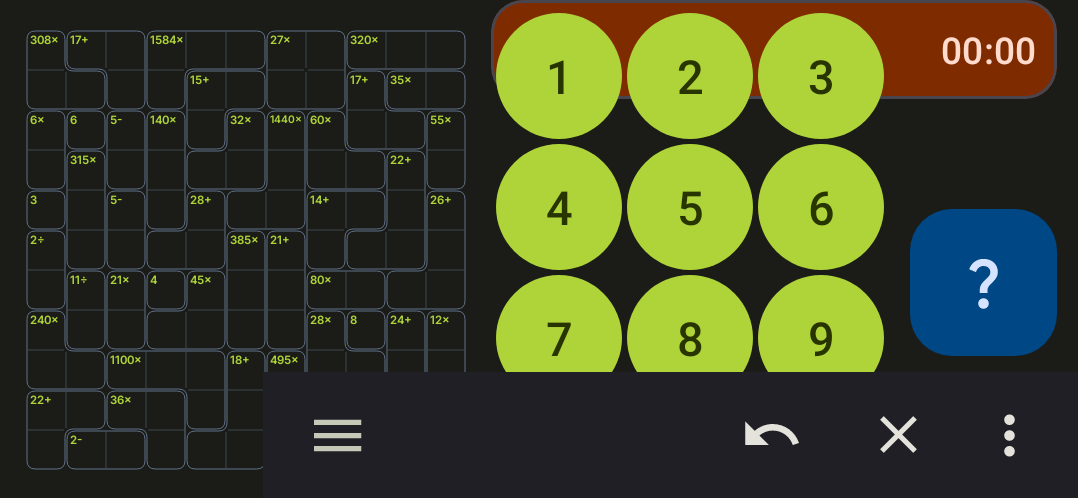 308× 17+ 1584× 27× 320×
15+ 17+ 35×
6× 6 5- 140× 32× 1440× 60× 55×
315× 22+
3 5- 28+ 14+ 26+
2÷ 385× 21+
11÷ 21× 4 45× 80×
240× 28× 8 24+ 12×
1100× 18+ 495×
22+ 36×
2-
00:00
1 2 3
4 5 6
7 8 9
?